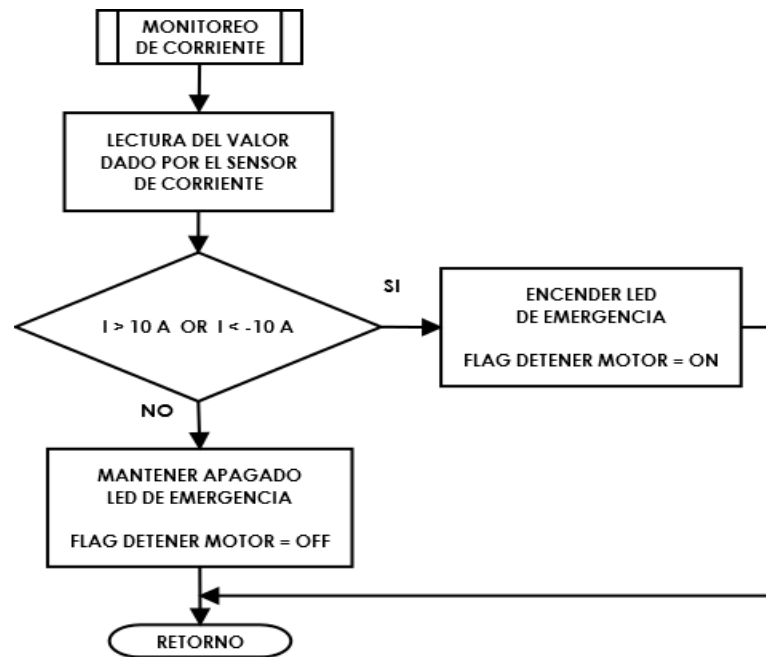 MONITOREO
DE CORRIENTE
LECTURA DEL VALOR
DADO POR EL SENSOR
DE CORRIENTE
I > 10 A OR I < -10 A
SI
ENCENDER LED
DE EMERGENCIA
FLAG DETENER MOTOR = ON
NO
MANTENER APAGADO
LED DE EMERGENCIA
FLAG DETENER MOTOR = OFF
RETORNO